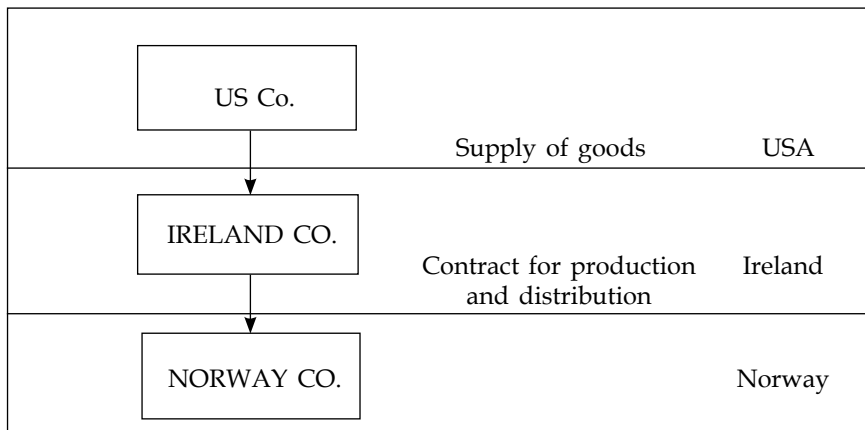 US Co.
Supply of goods USA
IRELAND CO.
Contract for production Ireland
and distribution
NORWAY CO. Norway